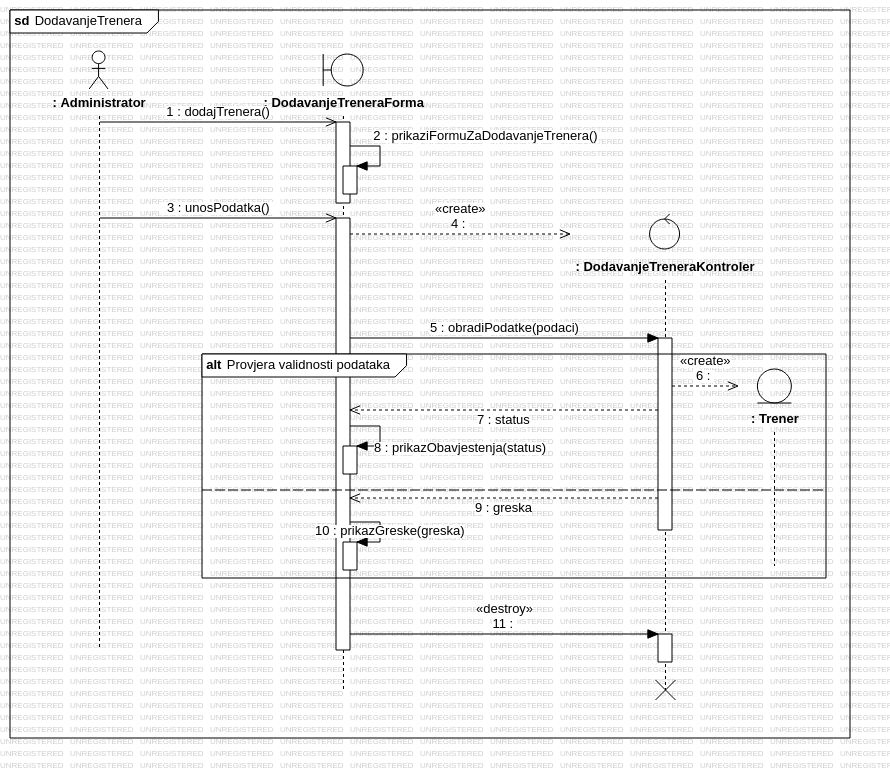 sd DodavanjeTrenera
: Administrator
: DodavanjeTreneraForma
1 : dodajTrenera()
2 : prikaziFormuZaDodavanjeTrenera()
3 : unosPodatka()
«create»
4 :
: DodavanjeTreneraKontroler
5 : obradiPodatke(podaci)
alt Provjera validnosti podataka
«create»
6 :
: Trener
7 : status
8 : prikazObavjestenja(status)
9 : greska
10 : prikazGreske(greska)
«destroy»
11 :
UNREGISTERED